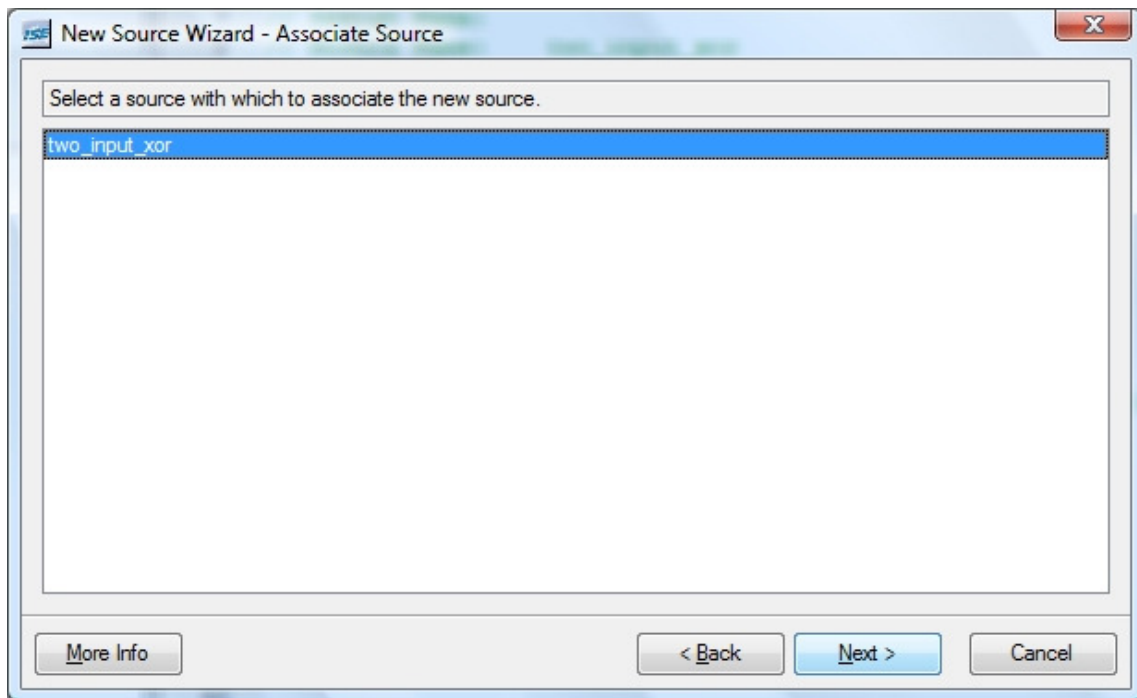 ISE New Source Wizard - Associate Source
Select a source with which to associate the new source.
two_input_xor
More Info
< Back
Next >
Cancel